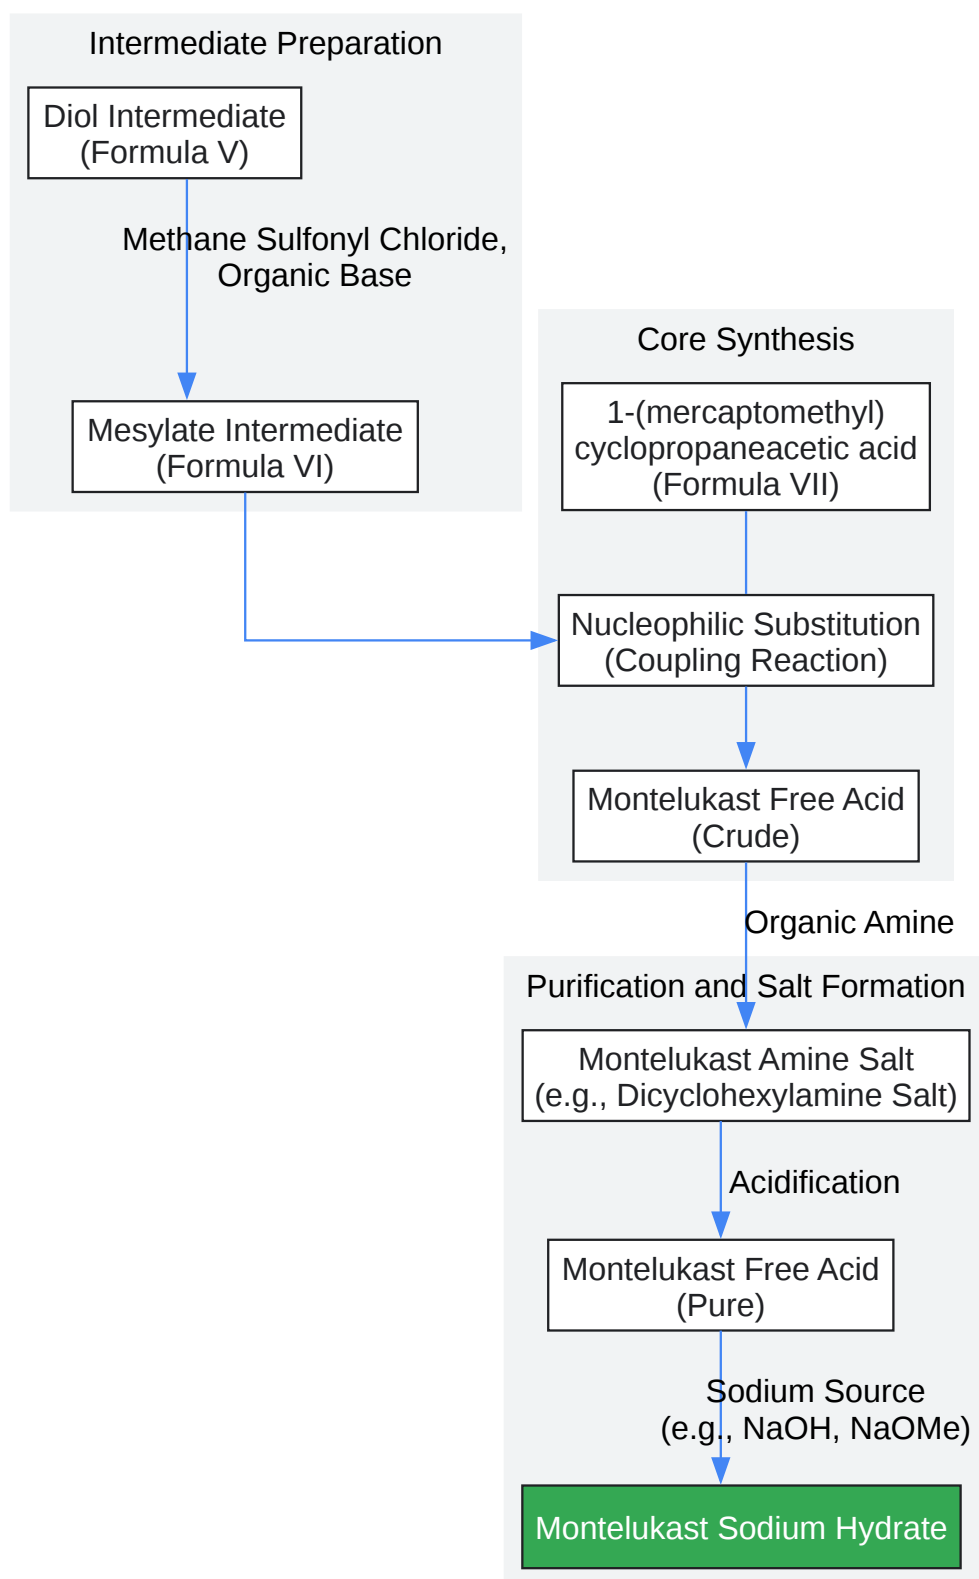 Intermediate Preparation
Diol Intermediate
(Formula V)
Methane Sulfonyl Chloride,
Organic Base
Mesylate Intermediate
(Formula VI)
Core Synthesis
1-(mercaptomethyl)
cyclopropaneacetic acid
(Formula VII)
Nucleophilic Substitution
(Coupling Reaction)
Montelukast Free Acid
(Crude)
Organic Amine
Purification and Salt Formation
Montelukast Amine Salt
(e.g., Dicyclohexylamine Salt)
Acidification
Montelukast Free Acid
(Pure)
Sodium Source
(e.g., NaOH, NaOMe)
Montelukast Sodium Hydrate